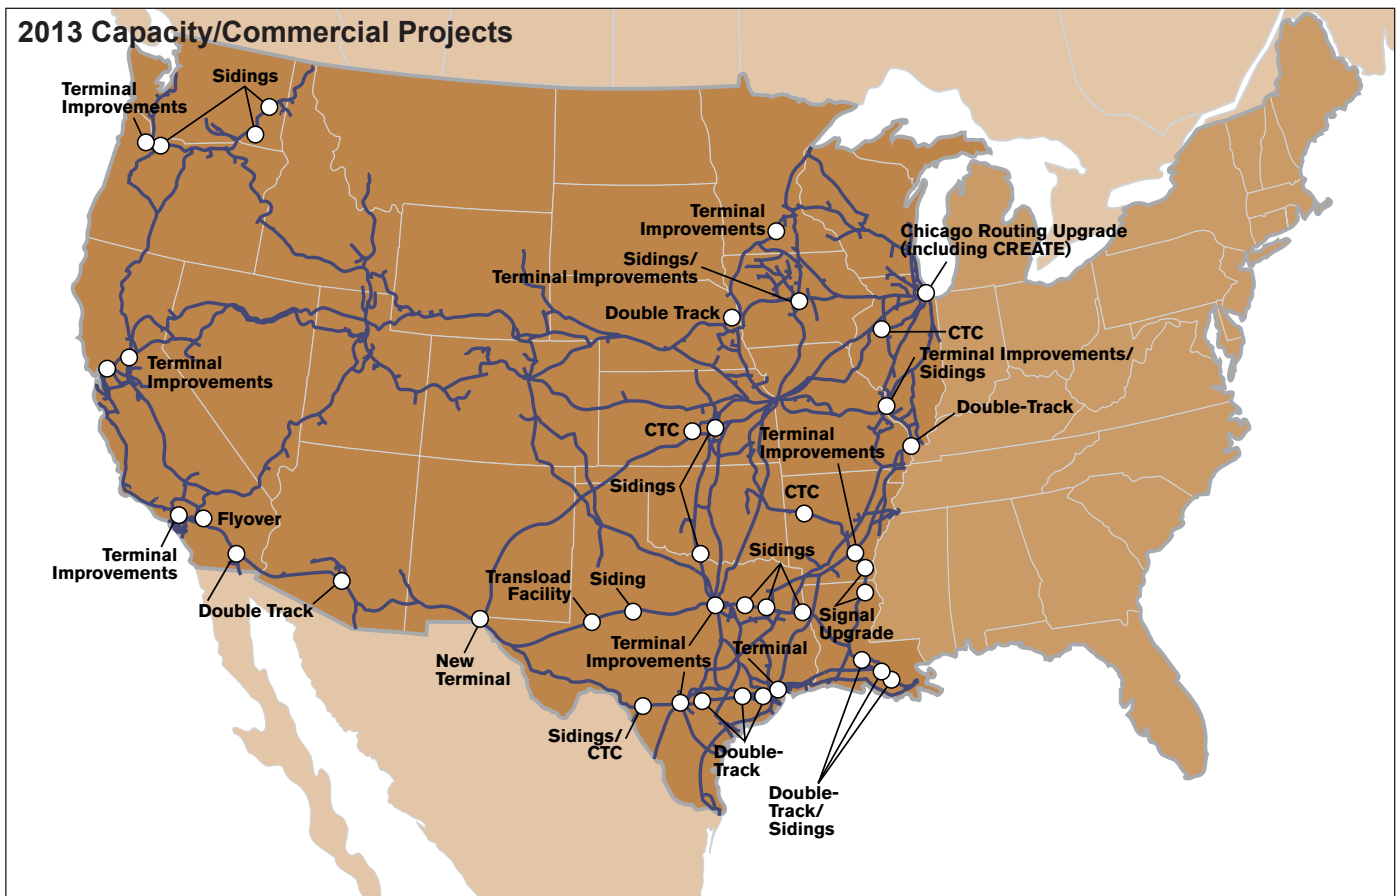 2013 Capacity/Commercial Projects
Sidings
Terminal
Improvements
Terminal
Improvements
Chicago Routing Upgrade
(including CREATE)
Sidings/
Terminal Improvements
Double Track
CTC
Terminal Improvements/
Sidings
Terminal
Improvements
Double-Track
CTC
Terminal
Improvements
Sidings
CTC
Flyover
Terminal
Improvements
Sidings
Transload
Facility
Siding
Double Track
Signal
Upgrade
New
Terminal
Terminal
Improvements
Terminal
Sidings/
CTC
Double-
Track
Double-
Track/
Sidings